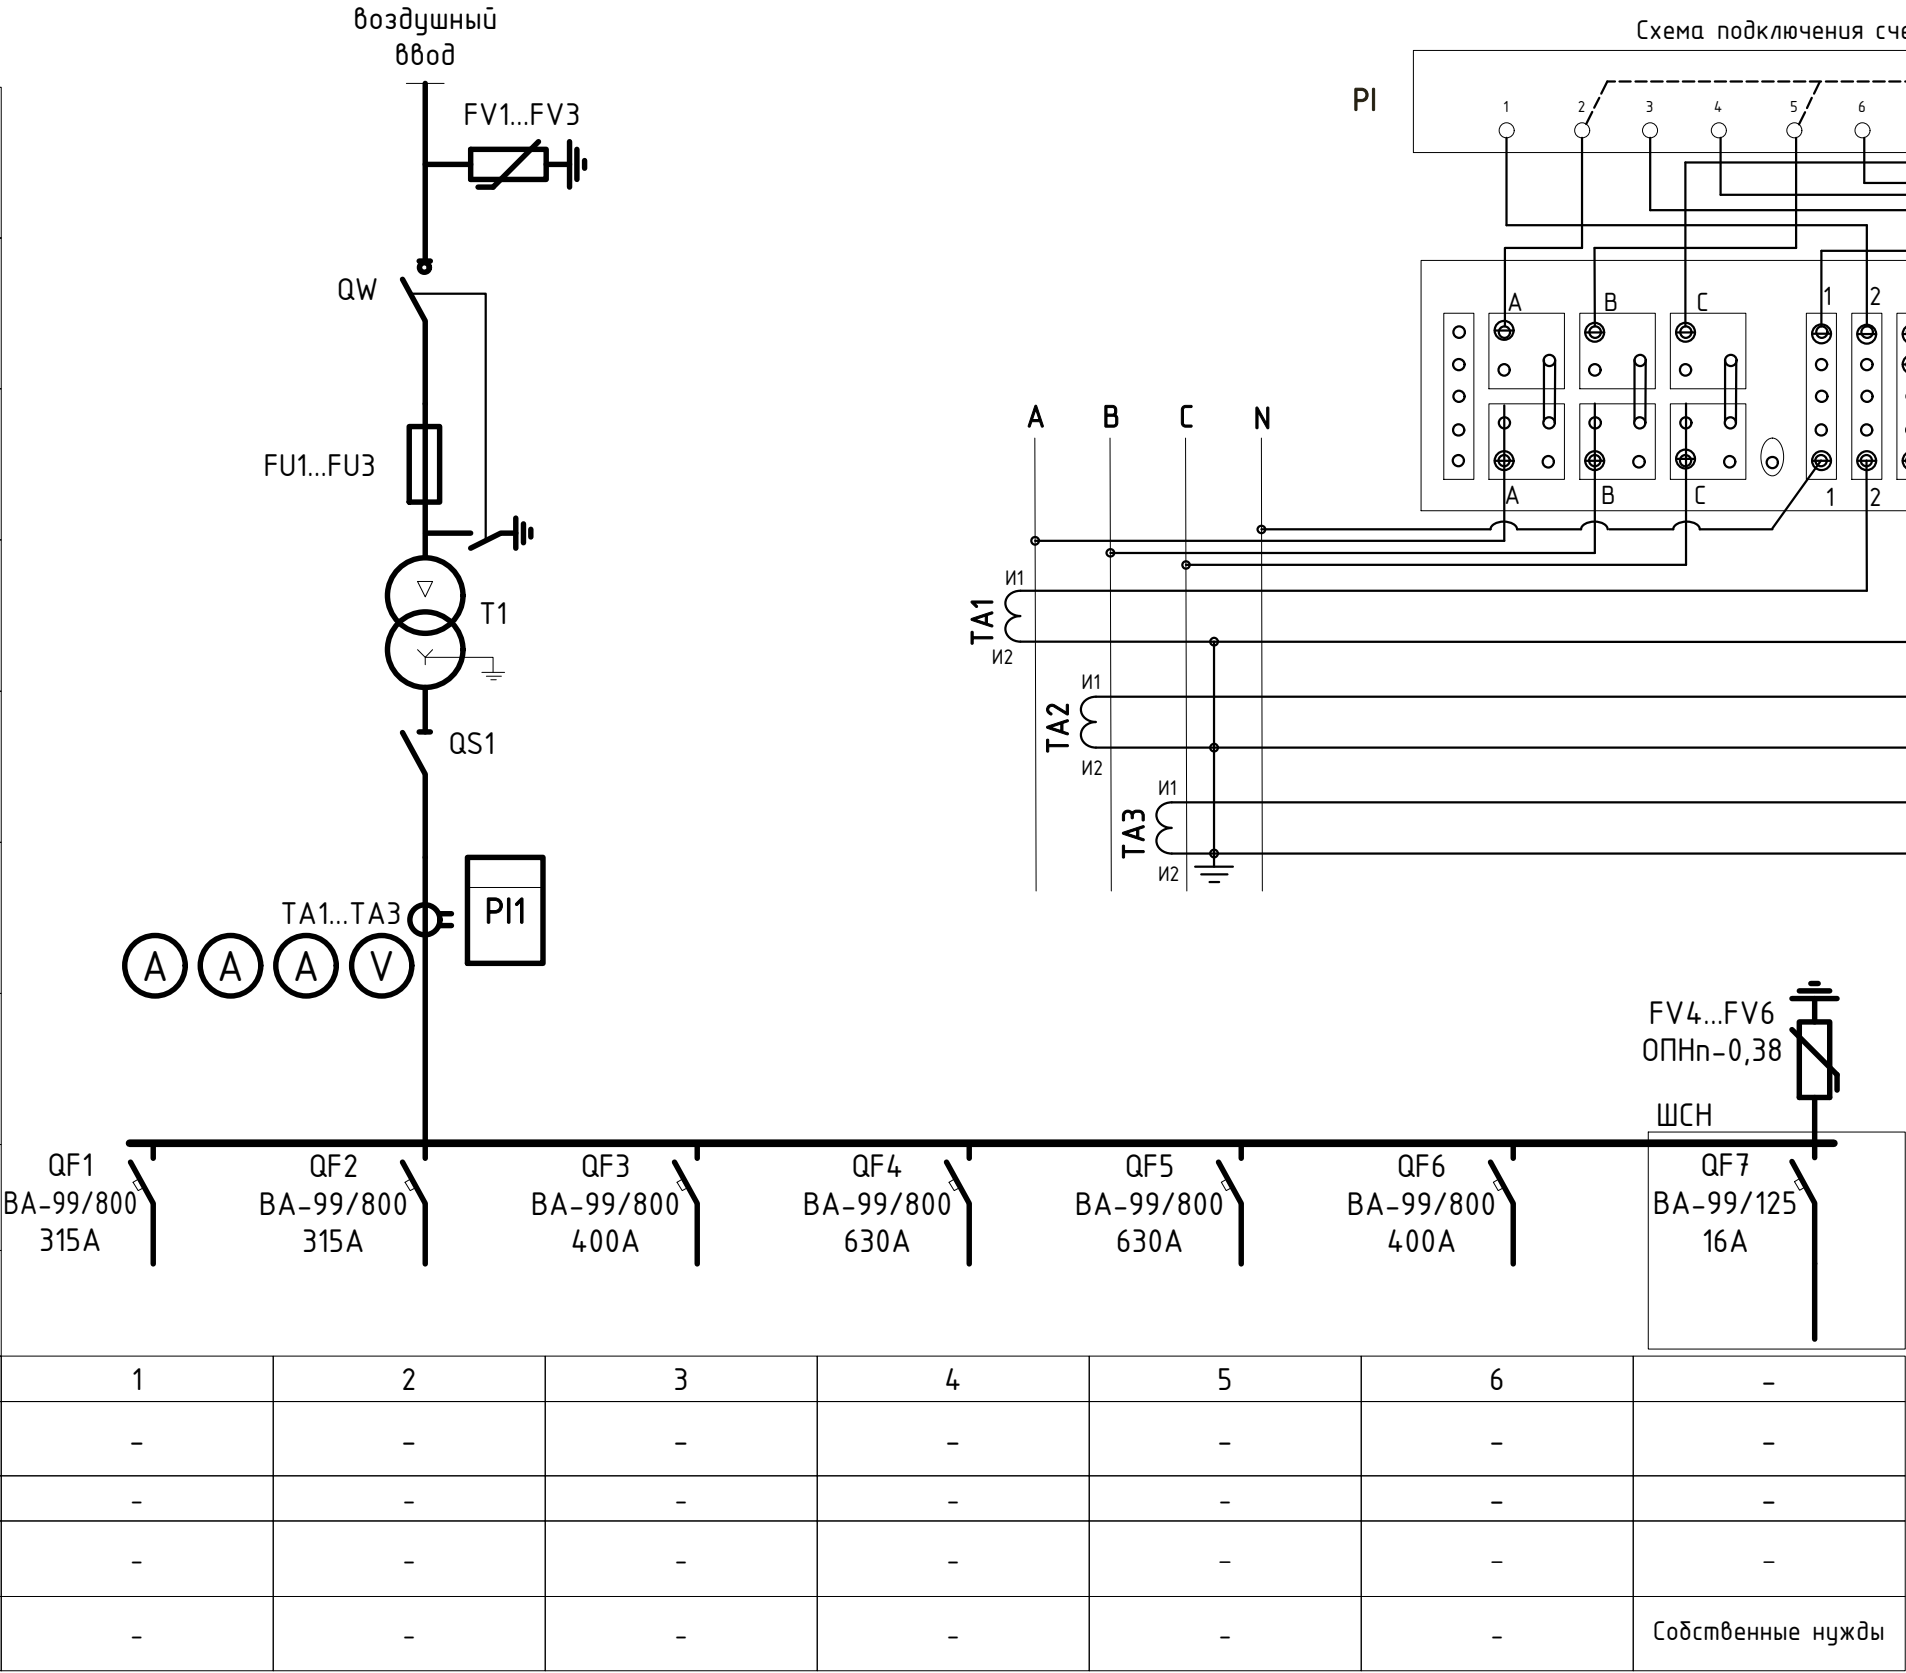 воздушный
ввод
FV1...FV3
QW
FU1...FU3
T1
QS1
TA1...TA3
PI1
A A A V
Схема подключения сче
PI
1 2 3 4 5 6
A B C 1 2
A B C N
A B C 1 2
И1
TA1
И2
И1
TA2
И2
И1
TA3
И2
FV4...FV6
ОПНп-0,38
ШСН
QF1
ВА-99/800
315А
QF2
ВА-99/800
315А
QF3
ВА-99/800
400А
QF4
ВА-99/800
630А
QF5
ВА-99/800
630А
QF6
ВА-99/800
400А
QF7
ВА-99/125
16А
1 2 3 4 5 6 -
- - - - - - -
- - - - - - -
- - - - - - -
- - - - - - Собственные нужды